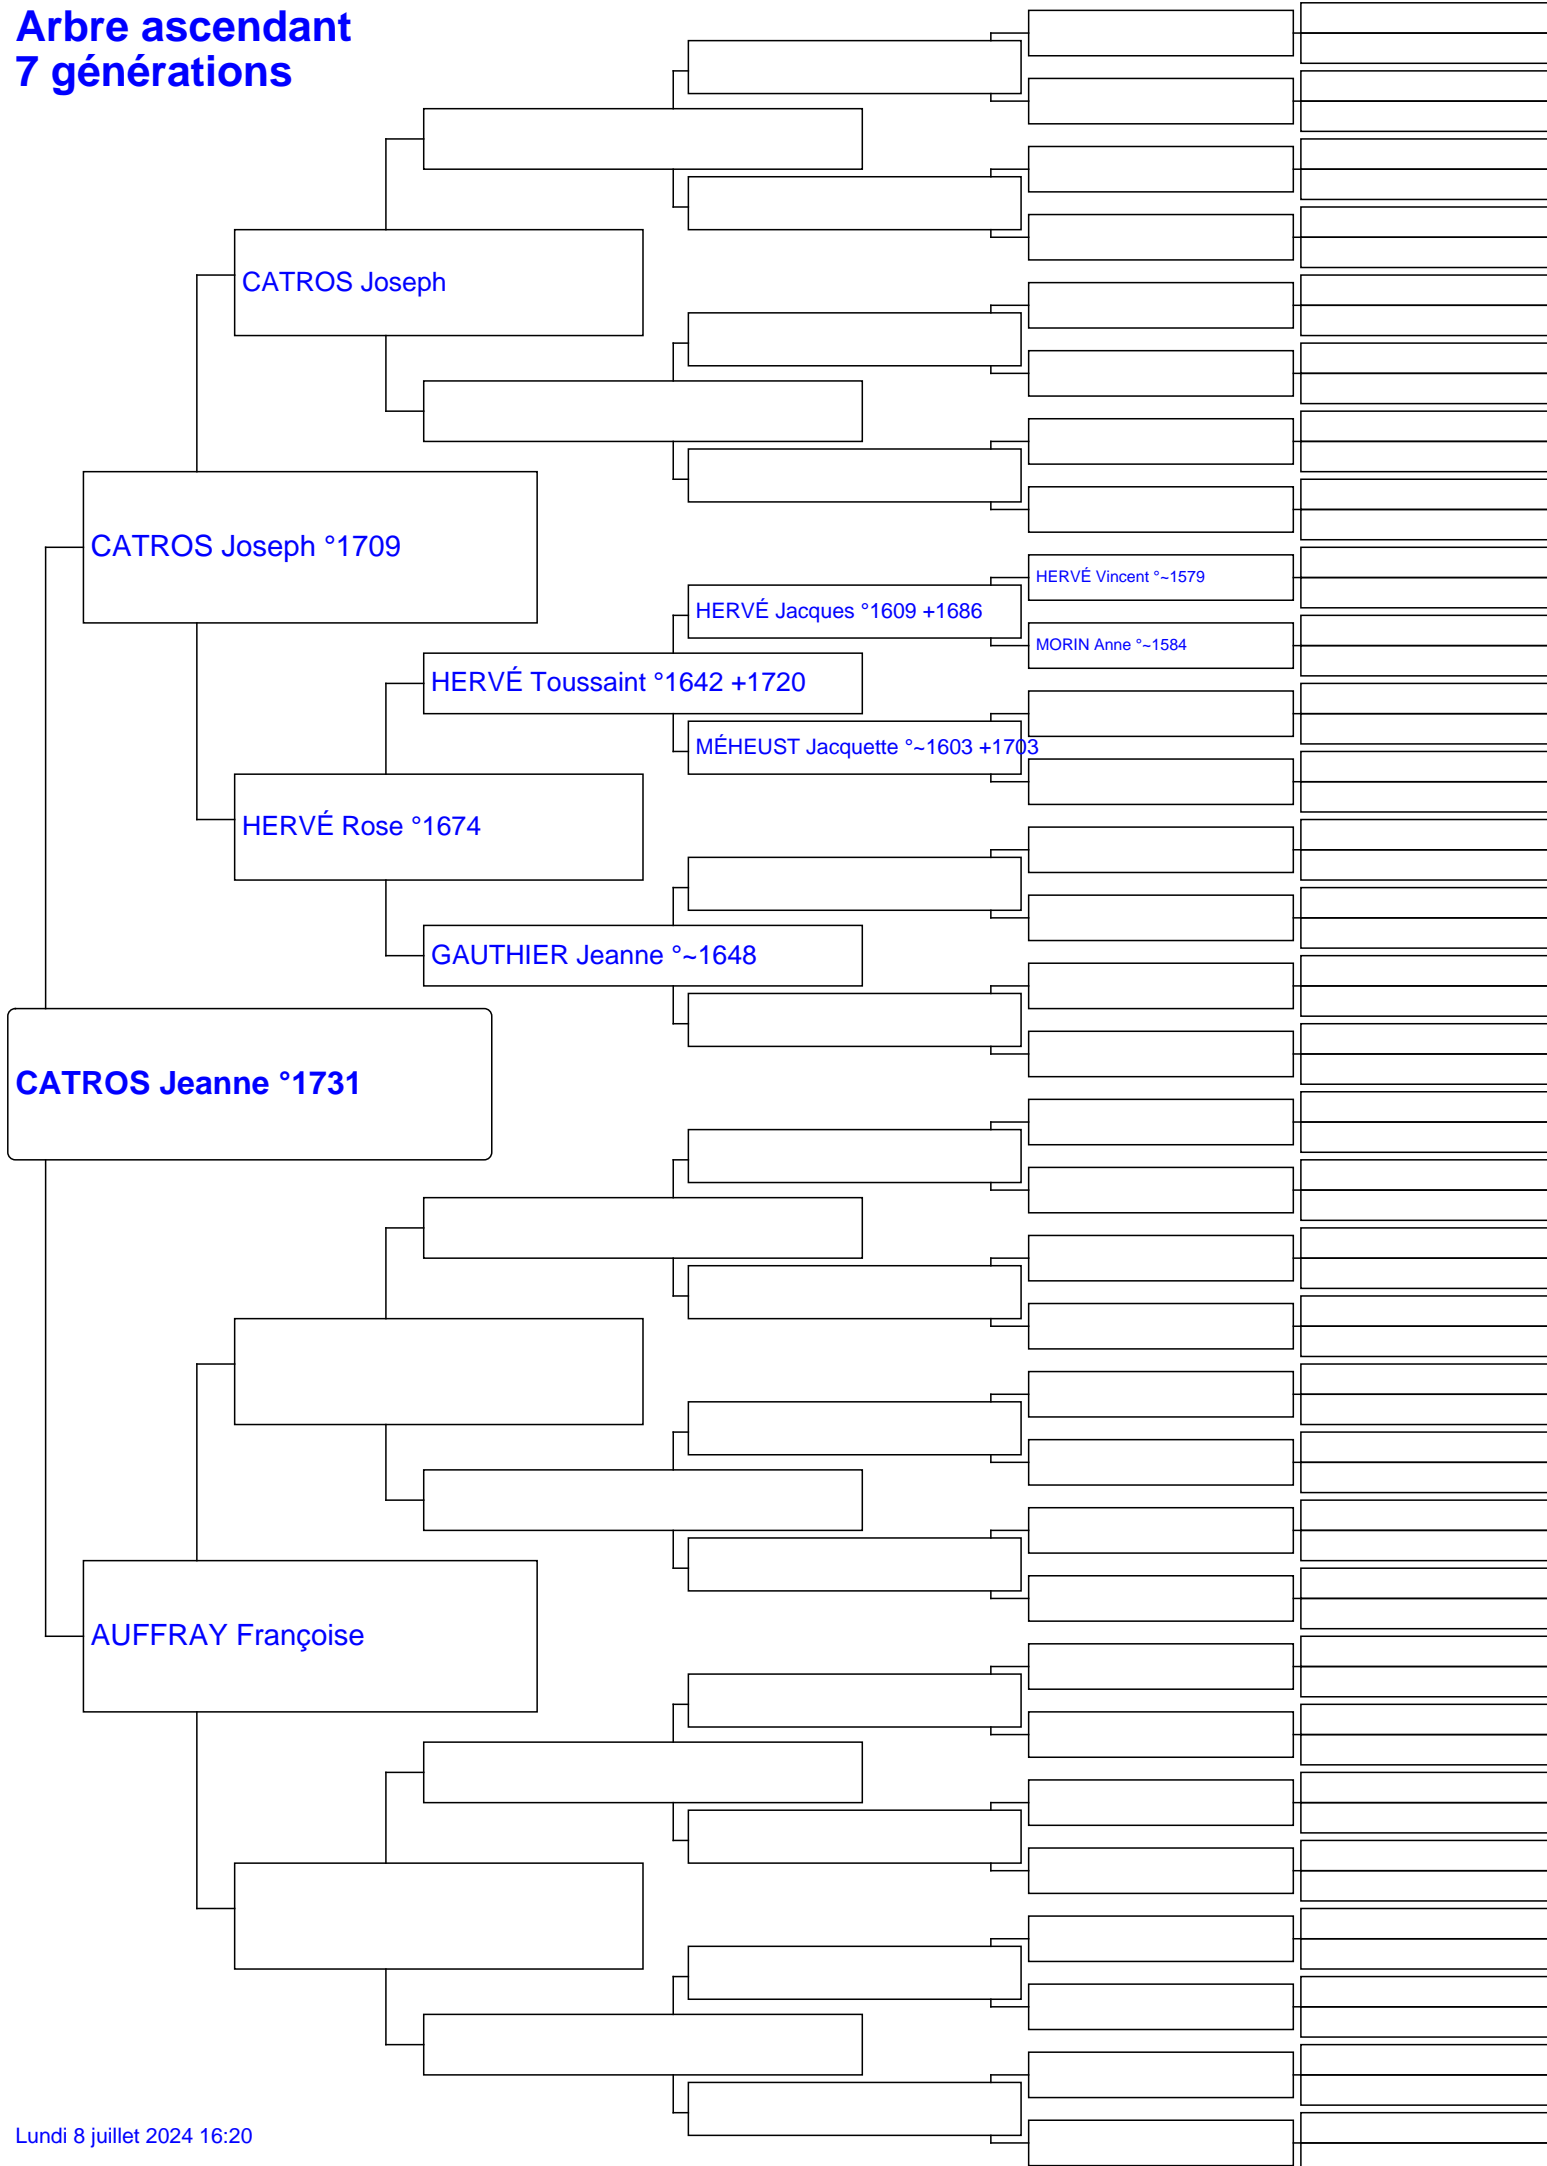 Arbre ascendant
7 générations
CATROS Joseph
CATROS Joseph °1709
HERVÉ Vincent °~1579
HERVÉ Jacques °1609 +1686
MORIN Anne °~1584
HERVÉ Toussaint °1642 +1720
MÉHEUST Jacquette °~1603 +1703
HERVÉ Rose °1674
GAUTHIER Jeanne °~1648
CATROS Jeanne °1731
AUFFRAY Françoise
Lundi 8 juillet 2024 16:20